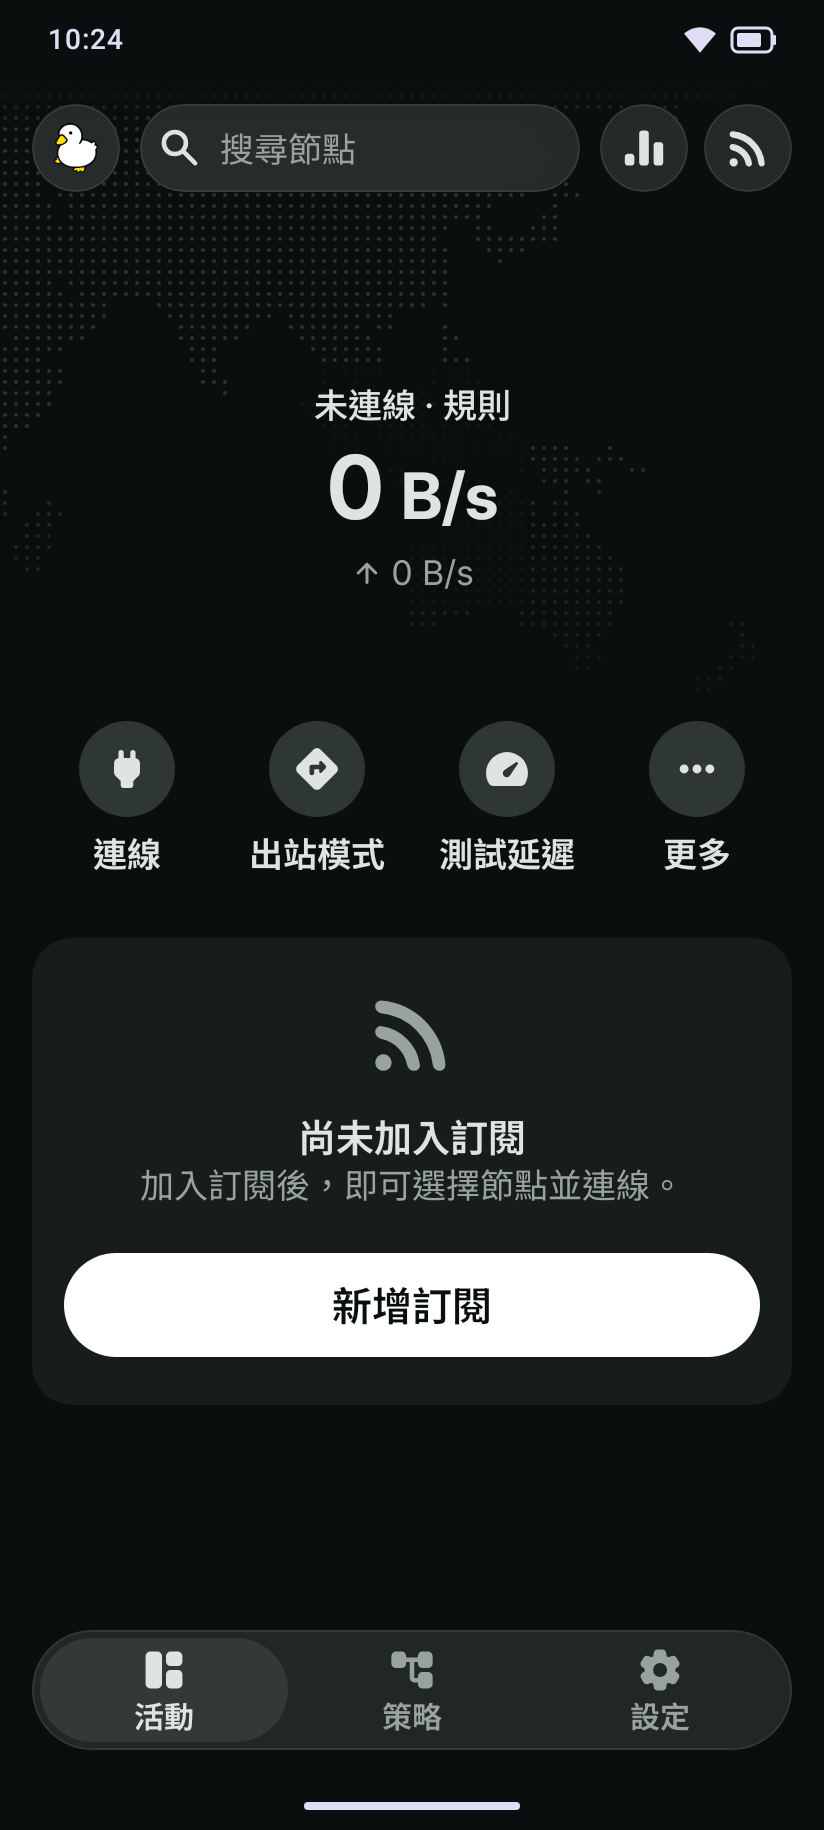 10:24
搜尋節點
未連線 · 規則
0 B/s
↑ 0 B/s
連線
出站模式
測試延遲
更多
尚未加入訂閱
加入訂閱後，即可選擇節點並連線。
新增訂閱
活動
策略
設定